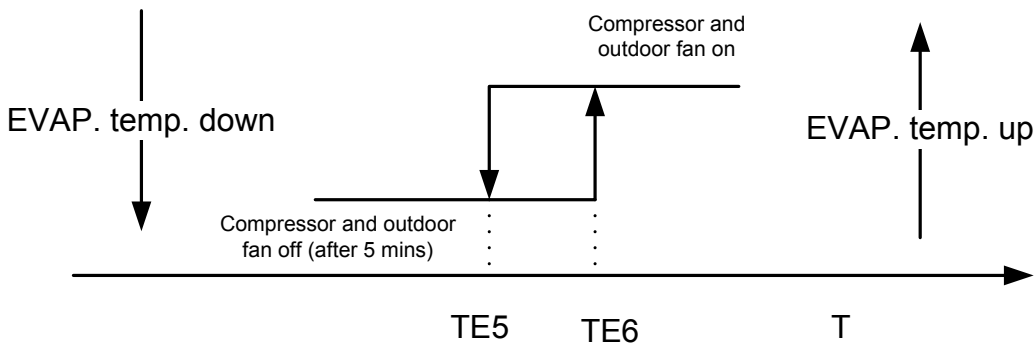 Compressor and
outdoor fan on
EVAP. temp. down
EVAP. temp. up
Compressor and outdoor
fan off (after 5 mins)
TE5
TE6
T